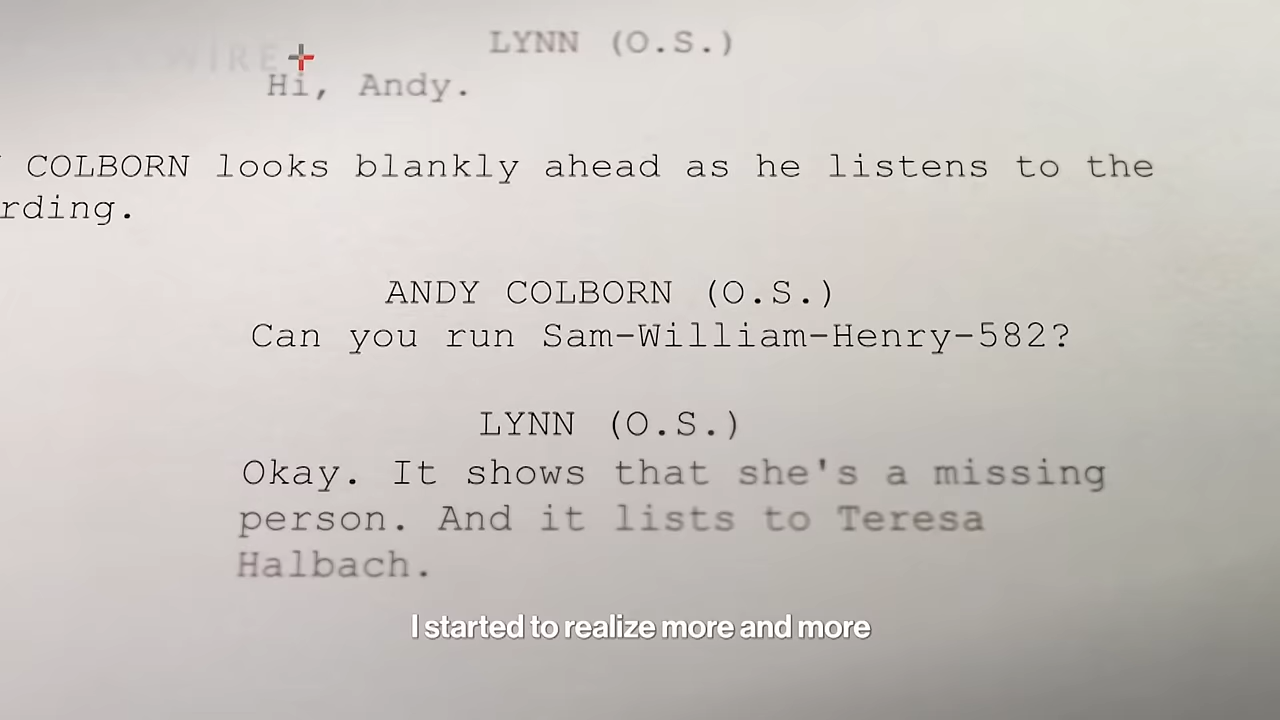 WIRE+
LYNN (O.S.)
Hi, Andy.
COLBORN looks blankly ahead as he listens to the
rding.
ANDY COLBORN (O.S.)
Can you run Sam-William-Henry-582?
LYNN (O.S.)
Okay. It shows that she's a missing
person. And it lists to Teresa
Halbach.
I started to realize more and more